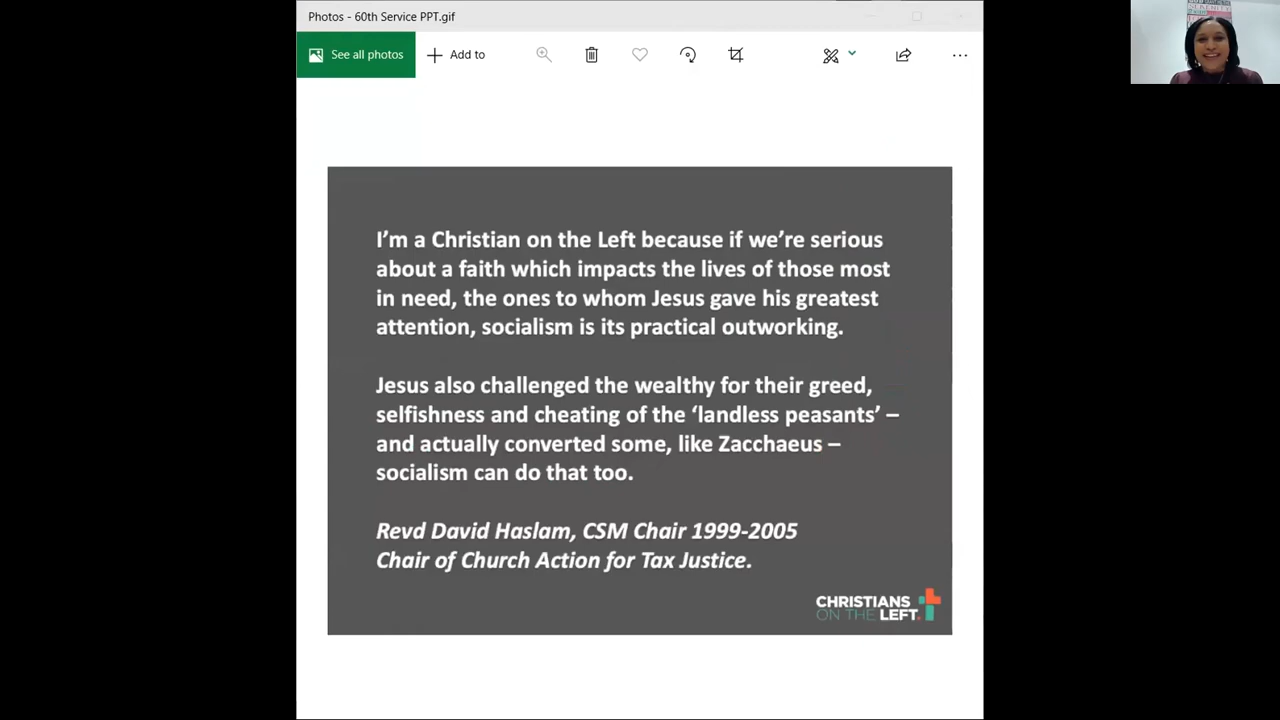 Photos - 60th Service PPT.gif
See all photos
Add to
I'm a Christian on the Left because if we're serious
about a faith which impacts the lives of those most
in need, the ones to whom Jesus gave his greatest
attention, socialism is its practical outworking.
Jesus also challenged the wealthy for their greed,
selfishness and cheating of the ‘landless peasants’ –
and actually converted some, like Zacchaeus –
socialism can do that too.
Revd David Haslam, CSM Chair 1999-2005
Chair of Church Action for Tax Justice.
CHRISTIANS
ON THE LEFT.